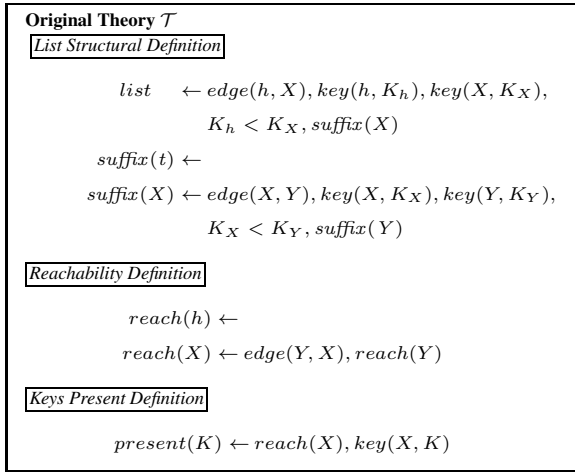 Original Theory 𝒯
List Structural Definition
list ← edge(h, X), key(h, K_h), key(X, K_X),
K_h < K_X, suffix(X)
suffix(t) ←
suffix(X) ← edge(X, Y), key(X, K_X), key(Y, K_Y),
K_X < K_Y, suffix(Y)
Reachability Definition
reach(h) ←
reach(X) ← edge(Y, X), reach(Y)
Keys Present Definition
present(K) ← reach(X), key(X, K)